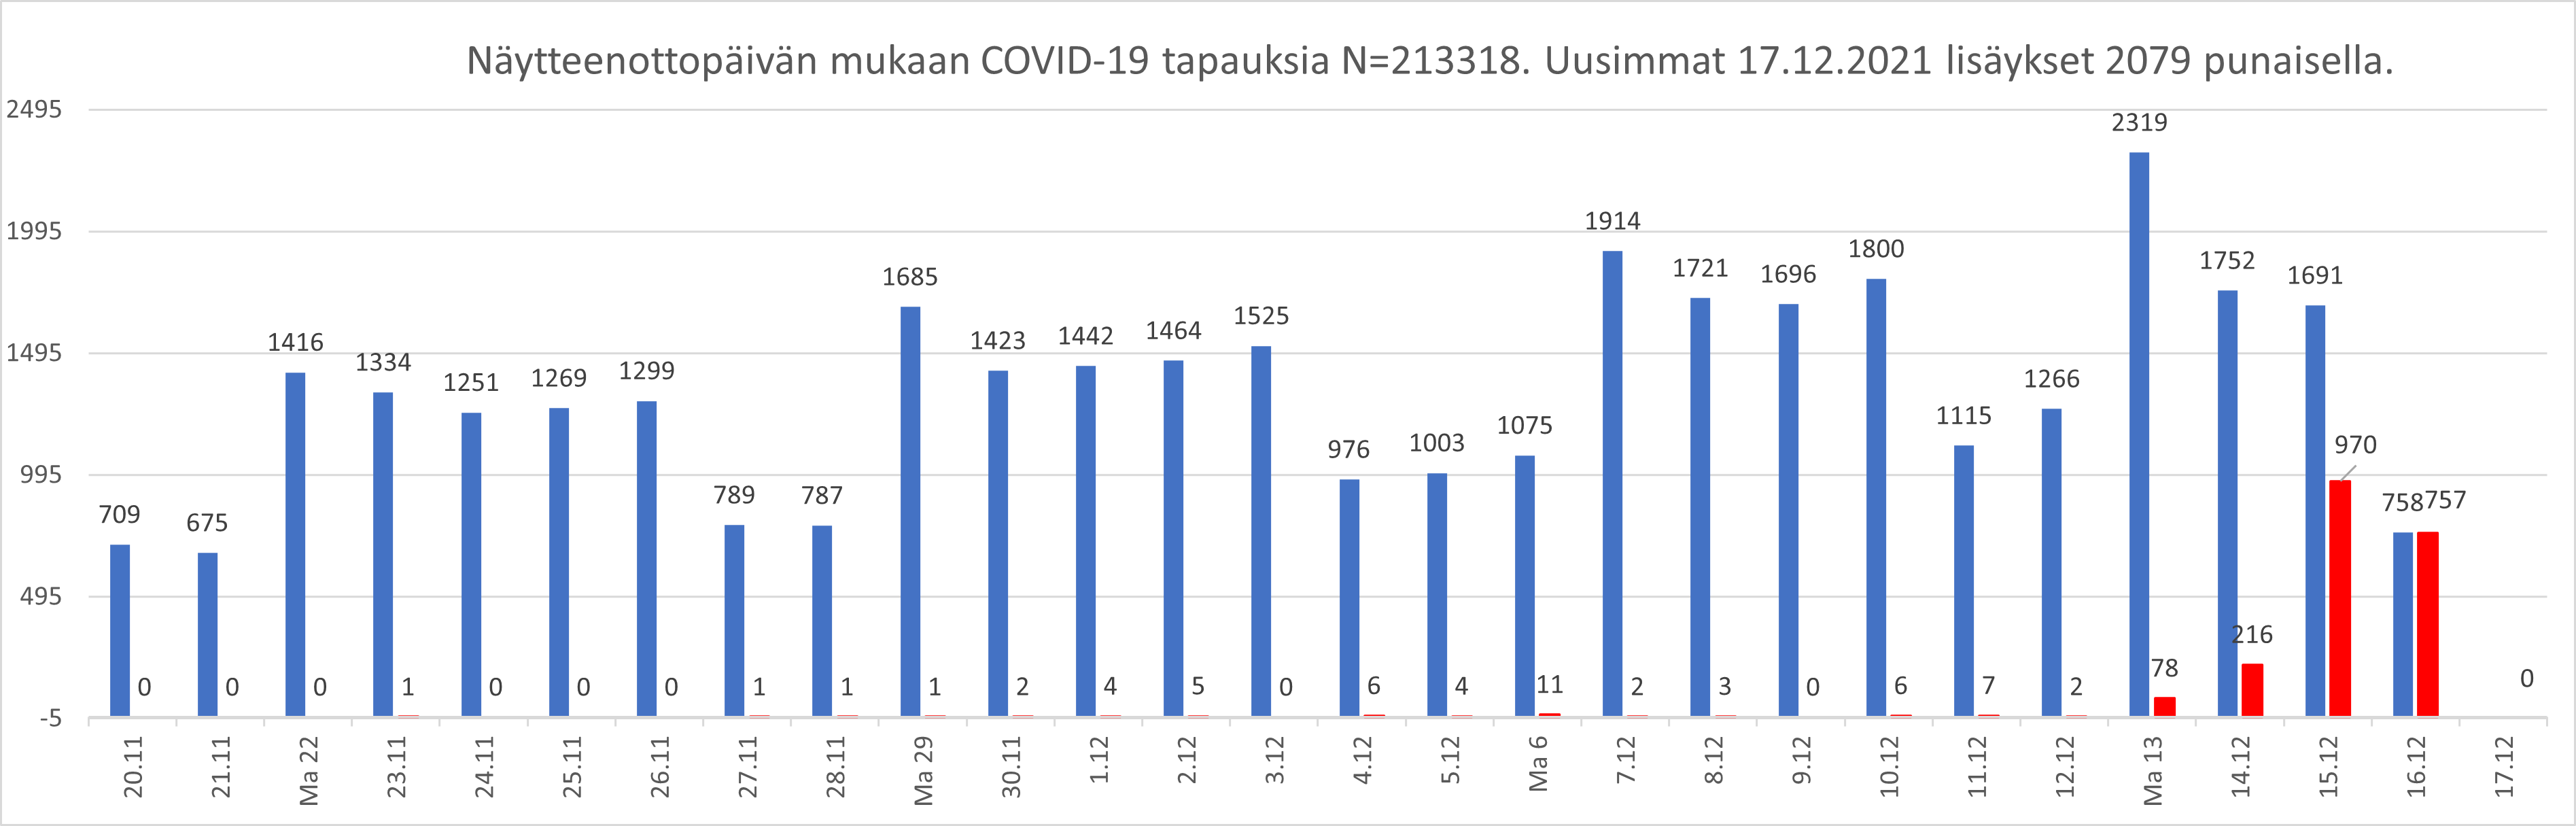 Näytteenottopäivän mukaan COVID-19 tapauksia N=213318. Uusimmat 17.12.2021 lisäykset 2079 punaisella.
2495
1995
1495
995
495
-5
709 675 1416 1334 1251 1269 1299 789 787 1685 1423 1442 1464 1525 976 1003 1075 1914 1721 1696 1800 1115 1266 2319 1752 1691 758
0 0 0 1 0 0 0 1 1 1 2 4 5 0 6 4 11 2 3 0 6 7 2 78 216 970 757 0
20.11 21.11 Ma 22 23.11 24.11 25.11 26.11 27.11 28.11 Ma 29 30.11 1.12 2.12 3.12 4.12 5.12 Ma 6 7.12 8.12 9.12 10.12 11.12 12.12 Ma 13 14.12 15.12 16.12 17.12